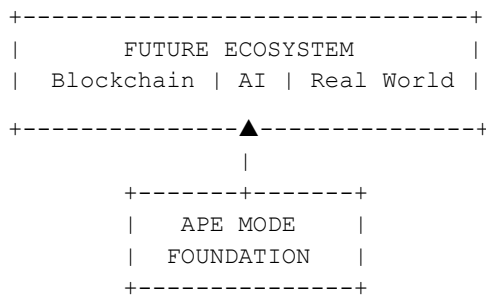 FUTURE ECOSYSTEM
Blockchain | AI | Real World
APE MODE
FOUNDATION